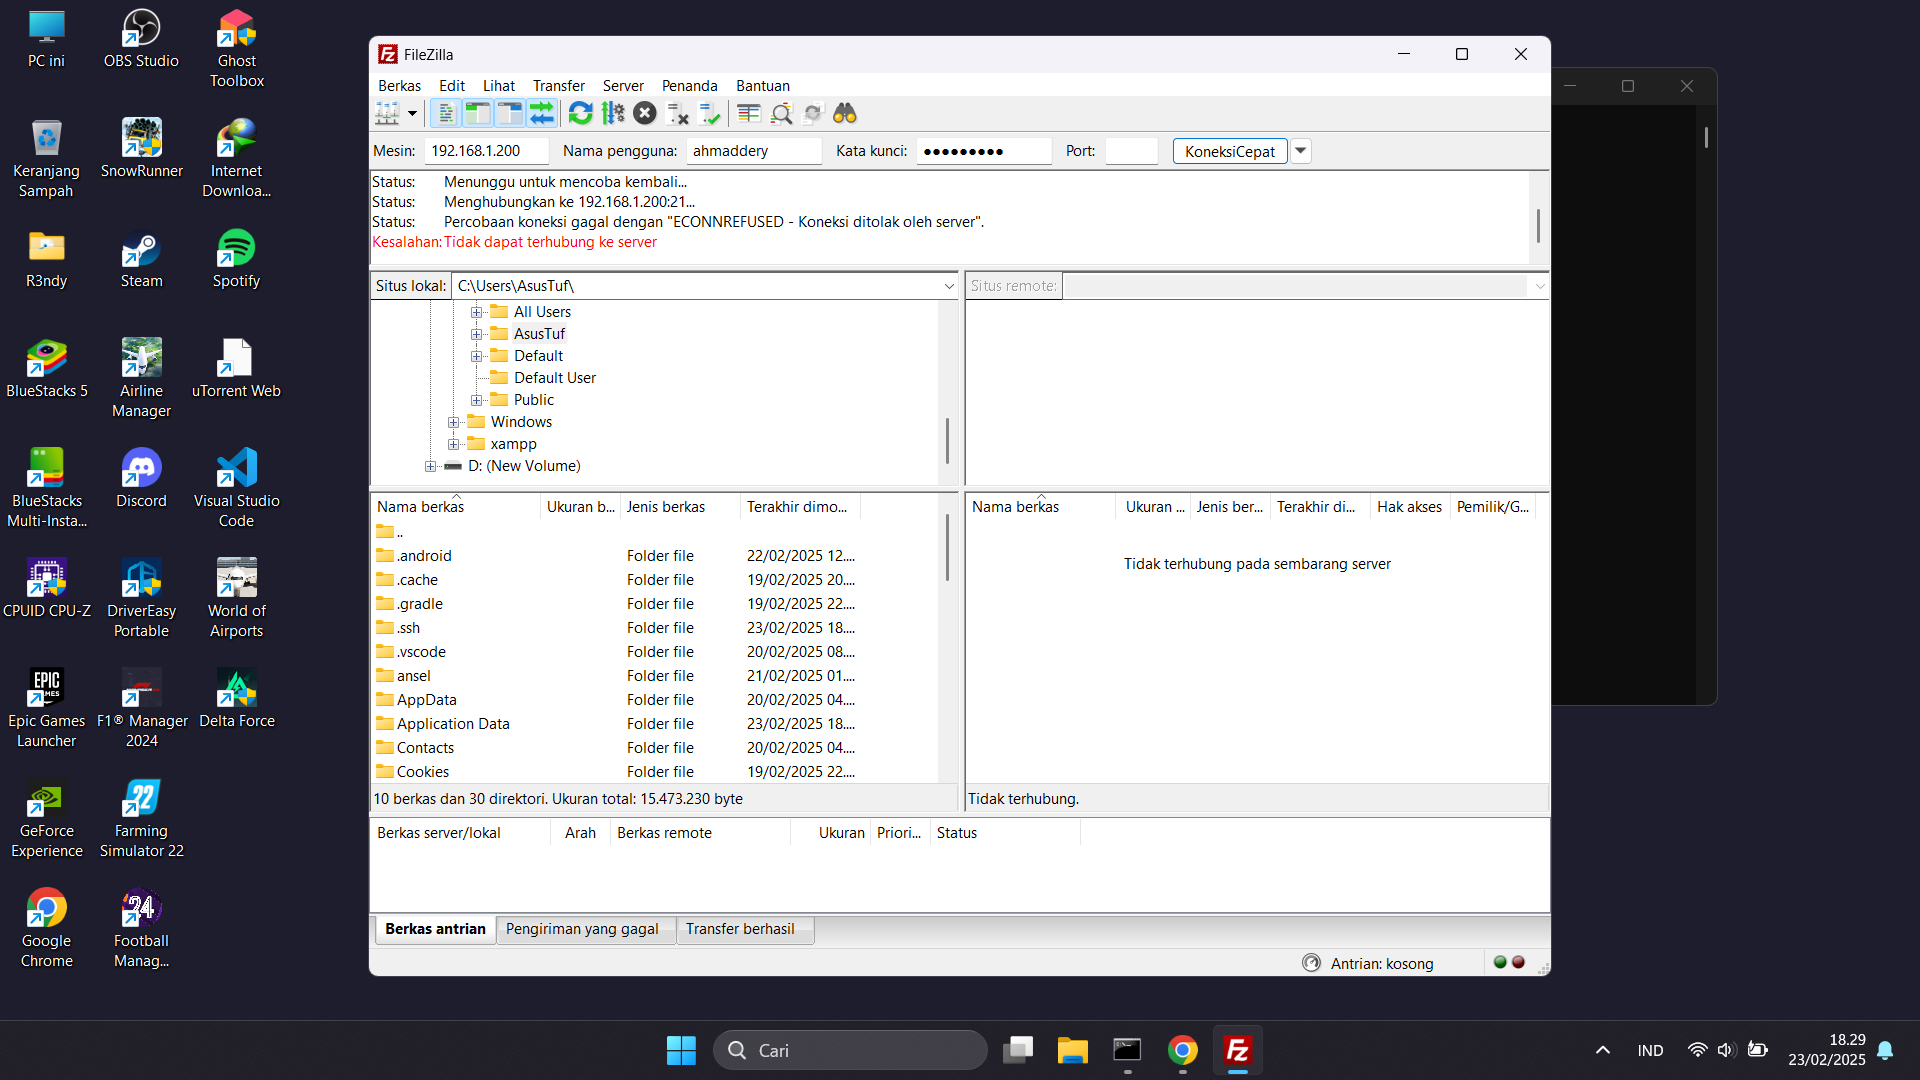 PC ini
OBS Studio
Ghost
Toolbox
Keranjang
Sampah
SnowRunner
Internet
Downloa...
R3ndy
Steam
Spotify
BlueStacks 5
Airline
Manager
uTorrent Web
BlueStacks
Multi-Insta...
Discord
Visual Studio
Code
CPUID CPU-Z
DriverEasy
Portable
World of
Airports
EPIC
GAMES
Epic Games
Launcher
F1® Manager
2024
Delta Force
GeForce
Experience
22
Farming
Simulator 22
Google
Chrome
24
Football
Manag...
FileZilla
Berkas Edit Lihat Transfer Server Penanda Bantuan
Mesin: 192.168.1.200 Nama pengguna: ahmaddery Kata kunci: ●●●●●●●●● Port: KoneksiCepat
Status: Menunggu untuk mencoba kembali...
Status: Menghubungkan ke 192.168.1.200:21...
Status: Percobaan koneksi gagal dengan "ECONNREFUSED - Koneksi ditolak oleh server".
Kesalahan: Tidak dapat terhubung ke server
Situs lokal: C:\Users\AsusTuf\
All Users
AsusTuf
Default
Default User
Public
Windows
xampp
D: (New Volume)
Situs remote:
Nama berkas Ukuran b... Jenis berkas Terakhir dimo...
..
.android Folder file 22/02/2025 12....
.cache Folder file 19/02/2025 20....
.gradle Folder file 19/02/2025 22....
.ssh Folder file 23/02/2025 18....
.vscode Folder file 20/02/2025 08....
ansel Folder file 21/02/2025 01....
AppData Folder file 20/02/2025 04....
Application Data Folder file 23/02/2025 18....
Contacts Folder file 20/02/2025 04....
Cookies Folder file 19/02/2025 22....
10 berkas dan 30 direktori. Ukuran total: 15.473.230 byte
Nama berkas Ukuran ... Jenis ber... Terakhir di... Hak akses Pemilik/G...
Tidak terhubung pada sembarang server
Tidak terhubung.
Berkas server/lokal Arah Berkas remote Ukuran Priori... Status
Berkas antrian Pengiriman yang gagal Transfer berhasil
Antrian: kosong
Cari
IND
18.29
23/02/2025